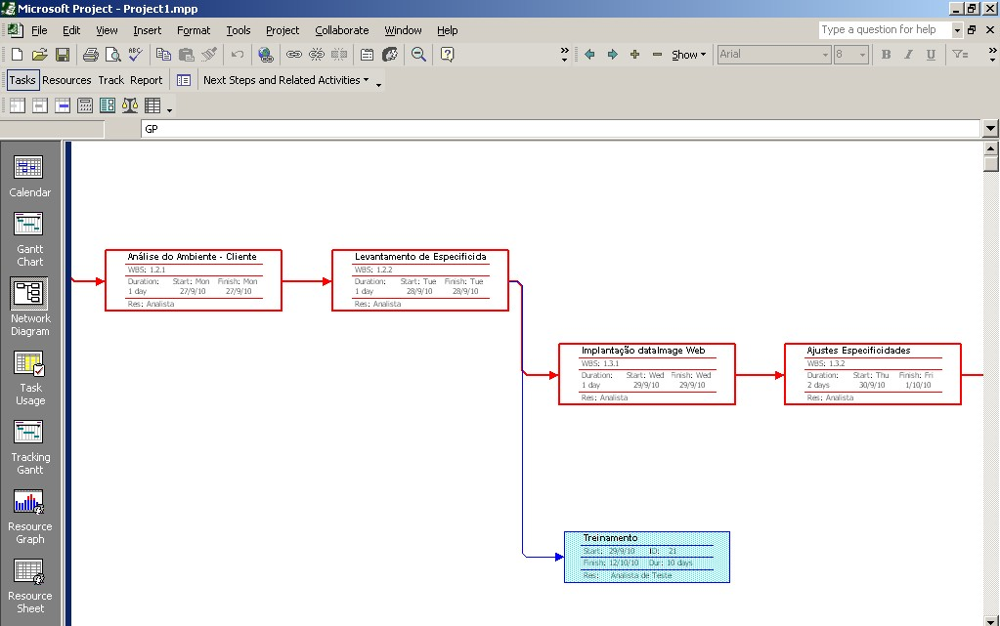 Microsoft Project - Project1.mpp
File Edit View Insert Format Tools Project Collaborate Window Help
Type a question for help
Show
Arial
8
B I U
Tasks Resources Track Report
Next Steps and Related Activities
GP
Calendar
Gantt
Chart
Network
Diagram
Task
Usage
Tracking
Gantt
Resource
Graph
Resource
Sheet
Análise do Ambiente - Cliente
WBS: 1.2.1
Duration: Start: Mon Finish: Mon
1 day 27/9/10 27/9/10
Res: Analista
Levantamento de Especificida
WBS: 1.2.2
Duration: Start: Tue Finish: Tue
1 day 28/9/10 28/9/10
Res: Analista
Implantação dataImage Web
WBS: 1.3.1
Duration: Start: Wed Finish: Wed
1 day 29/9/10 29/9/10
Res: Analista
Ajustes Especificidades
WBS: 1.3.2
Duration: Start: Thu Finish: Fri
2 days 30/9/10 1/10/10
Res: Analista
Treinamento
Start: 29/9/10 ID: 21
Finish: 12/10/10 Dur: 10 days
Res: Analista de Teste